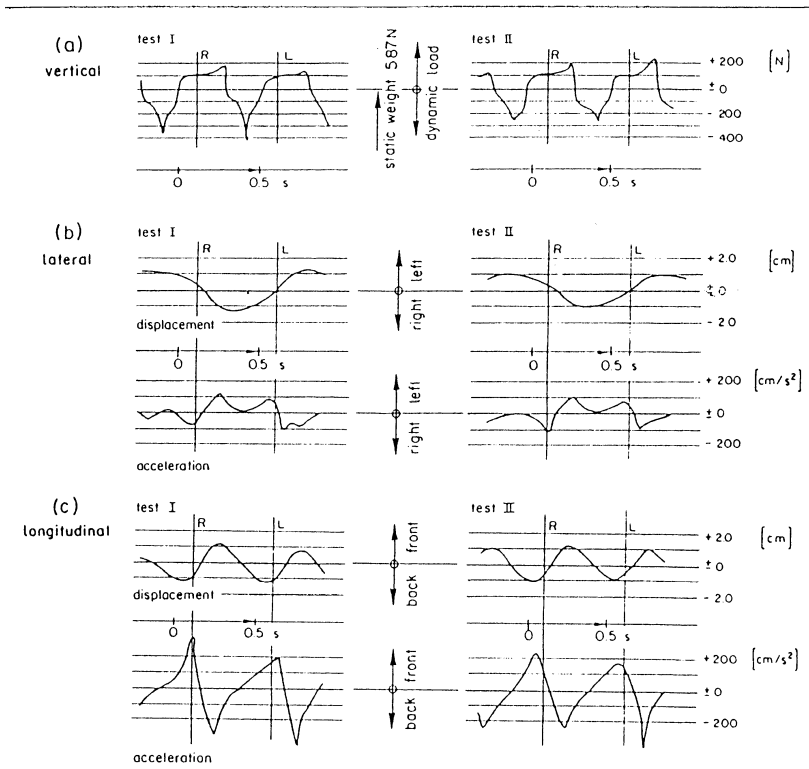 (a)
vertical
test I
R
L
static weight 587 N
dynamic load
test II
R
L
+ 200 [N]
± 0
- 200
- 400
0 0.5 s
0 0.5 s
(b)
lateral
test I
R
L
left
right
test II
R
L
+ 2.0 [cm]
± 0
- 2.0
displacement
0 0.5 s
0 0.5 s
left
right
+ 200 [cm/s²]
± 0
- 200
acceleration
(c)
longitudinal
test I
R
L
front
back
test II
R
L
+ 2.0 [cm]
± 0
- 2.0
displacement
0 0.5 s
0 0.5 s
front
back
+ 200 [cm/s²]
± 0
- 200
acceleration